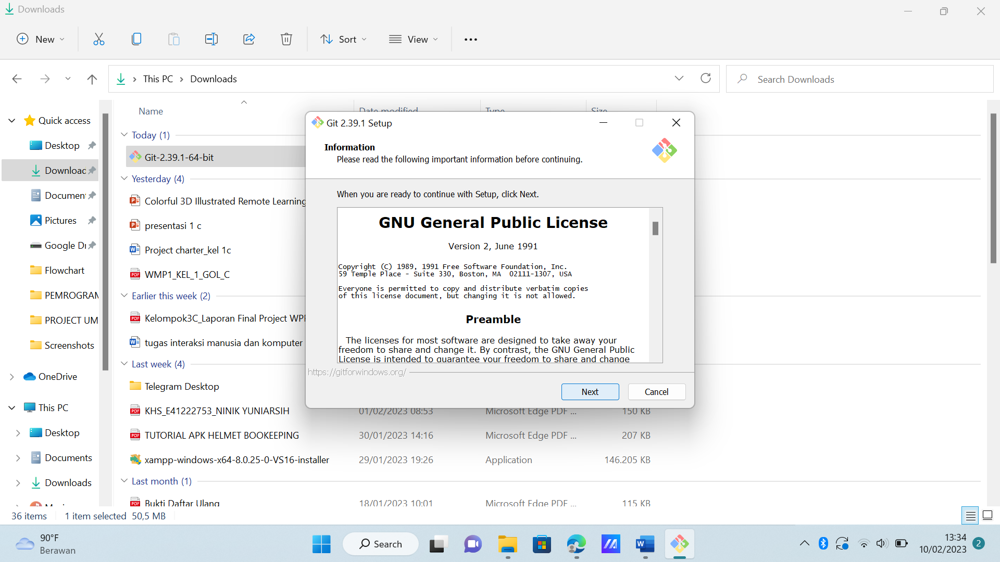 Downloads
New
Sort
View
This PC
Downloads
Search Downloads
Name
Date modified
Type
Size
Quick access
Desktop
Download
Document
Pictures
Google Dr
Flowchart
PEMROGRAM
PROJECT UM
Screenshots
OneDrive
This PC
Desktop
Documents
Downloads
Today (1)
Git-2.39.1-64-bit
Yesterday (4)
Colorful 3D Illustrated Remote Learning
presentasi 1 c
Project charter_kel 1c
WMP1_KEL_1_GOL_C
Earlier this week (2)
Kelompok3C_Laporan Final Project WPF
tugas interaksi manusia dan komputer
Last week (4)
Telegram Desktop
KHS_E41222753_NINIK YUNIARSIH 01/02/2023 08:53 Microsoft Edge PDF ... 150 KB
TUTORIAL APK HELMET BOOKEEPING 30/01/2023 14:16 Microsoft Edge PDF ... 207 KB
xampp-windows-x64-8.0.25-0-VS16-installer 29/01/2023 19:26 Application 146.205 KB
Last month (1)
Bukti Daftar Ulang 18/01/2023 10:01 Microsoft Edge PDF ... 115 KB
Git 2.39.1 Setup
Information
Please read the following important information before continuing.
When you are ready to continue with Setup, click Next.
GNU General Public License
Version 2, June 1991
Copyright (C) 1989, 1991 Free Software Foundation, Inc.
59 Temple Place - Suite 330, Boston, MA  02111-1307, USA
Everyone is permitted to copy and distribute verbatim copies
of this license document, but changing it is not allowed.
Preamble
The licenses for most software are designed to take away your
freedom to share and change it. By contrast, the GNU General Public
License is intended to guarantee your freedom to share and change
https://gitforwindows.org/
Next
Cancel
36 items
1 item selected 50,5 MB
90°F
Berawan
Search
13:34
10/02/2023
2